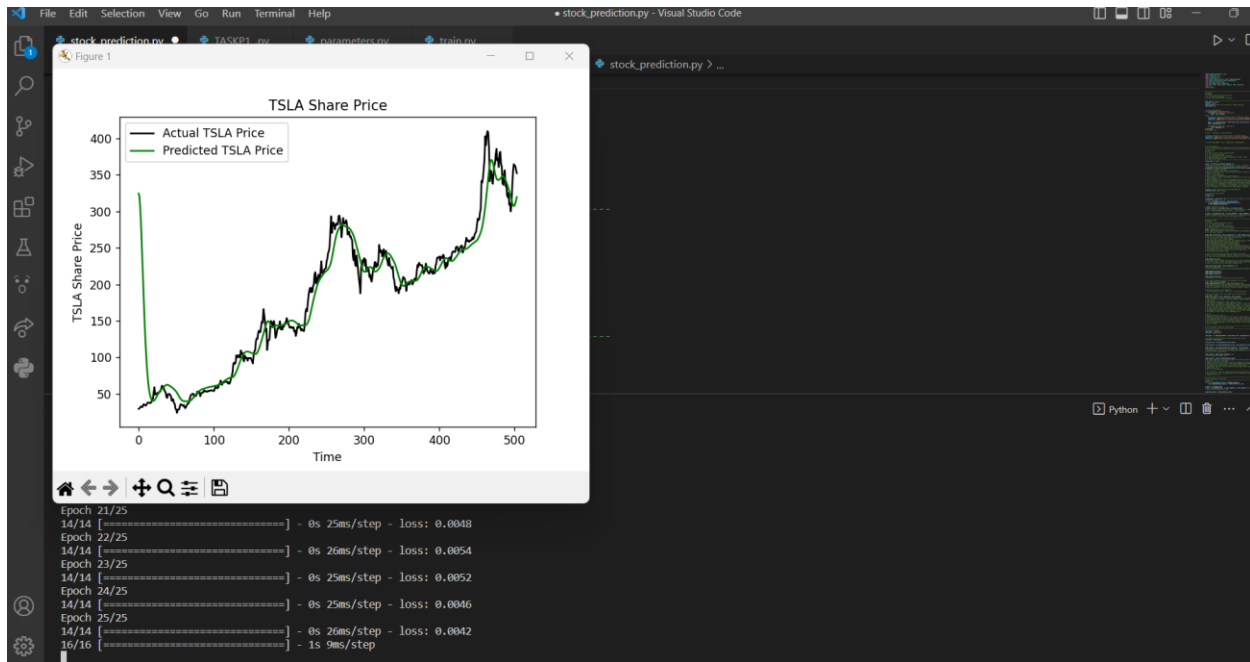 File Edit Selection View Go Run Terminal Help
● stock_prediction.py - Visual Studio Code
stock_prediction.py ● TASKP1 .py parameters.py train.py
1
Figure 1
stock_prediction.py > ...
TSLA Share Price
Actual TSLA Price
Predicted TSLA Price
400
350
300
250
200
150
100
50
TSLA Share Price
0 100 200 300 400 500
Time
Python
Epoch 21/25
14/14 [==============================] - 0s 25ms/step - loss: 0.0048
Epoch 22/25
14/14 [==============================] - 0s 26ms/step - loss: 0.0054
Epoch 23/25
14/14 [==============================] - 0s 25ms/step - loss: 0.0052
Epoch 24/25
14/14 [==============================] - 0s 25ms/step - loss: 0.0046
Epoch 25/25
14/14 [==============================] - 0s 26ms/step - loss: 0.0042
16/16 [==============================] - 1s 9ms/step